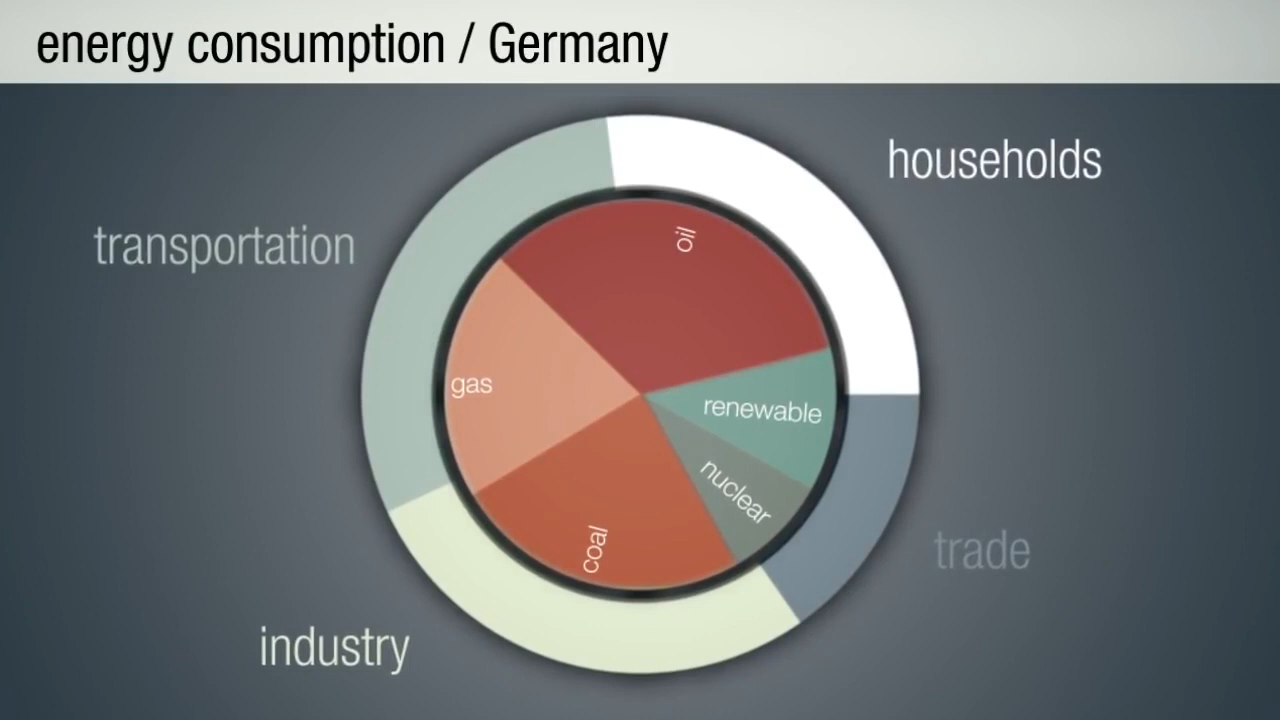 energy consumption / Germany
households
transportation
oil
gas
renewable
nuclear
coal
trade
industry